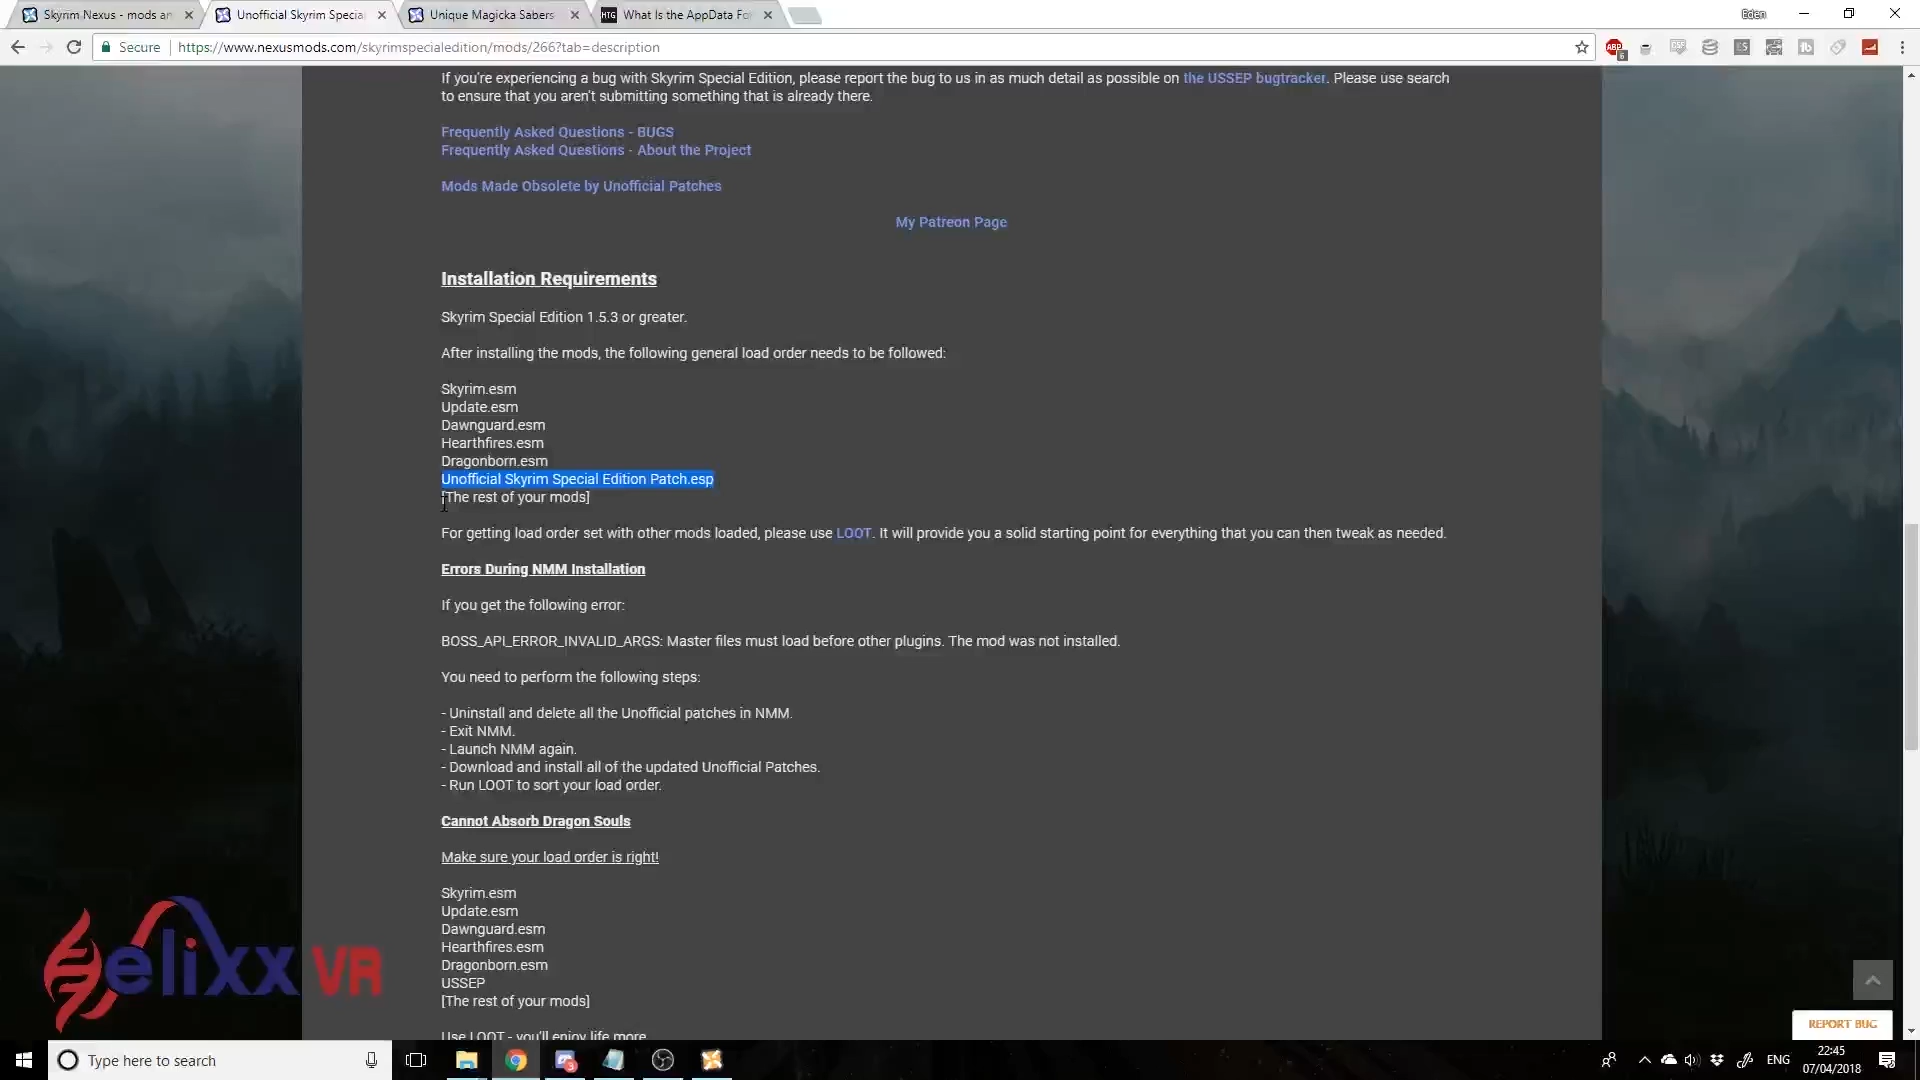 Skyrim Nexus - mods an
Unofficial Skyrim Specia
Unique Magicka Sabers
HTG What Is the AppData Fo
Eden
Secure https://www.nexusmods.com/skyrimspecialedition/mods/266?tab=description
If you're experiencing a bug with Skyrim Special Edition, please report the bug to us in as much detail as possible on the USSEP bugtracker. Please use search
to ensure that you aren't submitting something that is already there.
Frequently Asked Questions - BUGS
Frequently Asked Questions - About the Project
Mods Made Obsolete by Unofficial Patches
My Patreon Page
Installation Requirements
Skyrim Special Edition 1.5.3 or greater.
After installing the mods, the following general load order needs to be followed:
Skyrim.esm
Update.esm
Dawnguard.esm
Hearthfires.esm
Dragonborn.esm
Unofficial Skyrim Special Edition Patch.esp
[The rest of your mods]
For getting load order set with other mods loaded, please use LOOT. It will provide you a solid starting point for everything that you can then tweak as needed.
Errors During NMM Installation
If you get the following error:
BOSS_API_ERROR_INVALID_ARGS: Master files must load before other plugins. The mod was not installed.
You need to perform the following steps:
- Uninstall and delete all the Unofficial patches in NMM.
- Exit NMM.
- Launch NMM again.
- Download and install all of the updated Unofficial Patches.
- Run LOOT to sort your load order.
Cannot Absorb Dragon Souls
Make sure your load order is right!
Skyrim.esm
Update.esm
Dawnguard.esm
Hearthfires.esm
Dragonborn.esm
USSEP
[The rest of your mods]
Use LOOT - you'll enjoy life more
elixx VR
REPORT BUG
Type here to search
ENG
22:45
07/04/2018